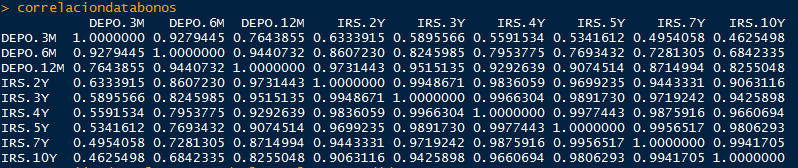 > correlaciondatabonos
DEPO.3M DEPO.6M DEPO.12M IRS.2Y IRS.3Y IRS.4Y IRS.5Y IRS.7Y IRS.10Y
DEPO.3M 1.0000000 0.9279445 0.7643855 0.6333915 0.5895566 0.5591534 0.5341612 0.4954058 0.4625498
DEPO.6M 0.9279445 1.0000000 0.9440732 0.8607230 0.8245985 0.7953775 0.7693432 0.7281305 0.6842335
DEPO.12M 0.7643855 0.9440732 1.0000000 0.9731443 0.9515135 0.9292639 0.9074514 0.8714994 0.8255048
IRS.2Y 0.6333915 0.8607230 0.9731443 1.0000000 0.9948671 0.9836059 0.9699235 0.9444331 0.9063116
IRS.3Y 0.5895566 0.8245985 0.9515135 0.9948671 1.0000000 0.9966304 0.9891730 0.9719242 0.9425898
IRS.4Y 0.5591534 0.7953775 0.9292639 0.9836059 0.9966304 1.0000000 0.9977443 0.9875916 0.9660694
IRS.5Y 0.5341612 0.7693432 0.9074514 0.9699235 0.9891730 0.9977443 1.0000000 0.9956517 0.9806293
IRS.7Y 0.4954058 0.7281305 0.8714994 0.9444331 0.9719242 0.9875916 0.9956517 1.0000000 0.9941705
IRS.10Y 0.4625498 0.6842335 0.8255048 0.9063116 0.9425898 0.9660694 0.9806293 0.9941705 1.0000000